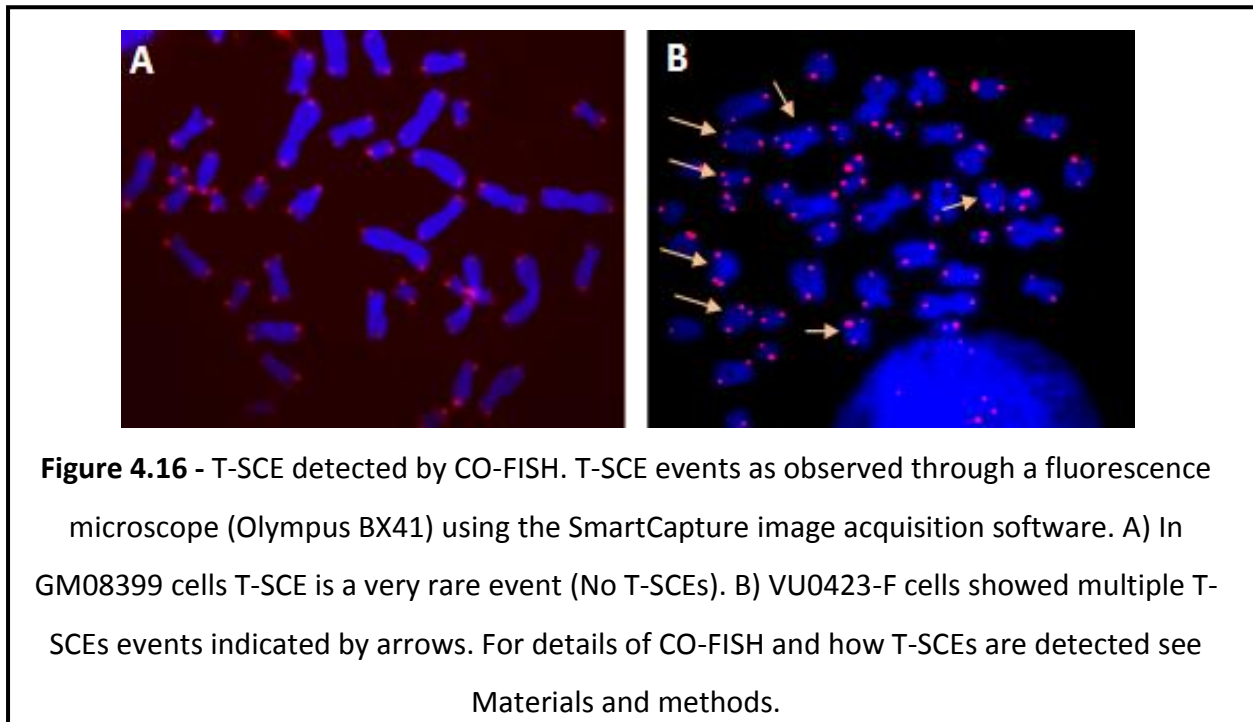 A
B
Figure 4.16 - T-SCE detected by CO-FISH. T-SCE events as observed through a fluorescence
microscope (Olympus BX41) using the SmartCapture image acquisition software. A) In
GM08399 cells T-SCE is a very rare event (No T-SCEs). B) VU0423-F cells showed multiple T-
SCEs events indicated by arrows. For details of CO-FISH and how T-SCEs are detected see
Materials and methods.